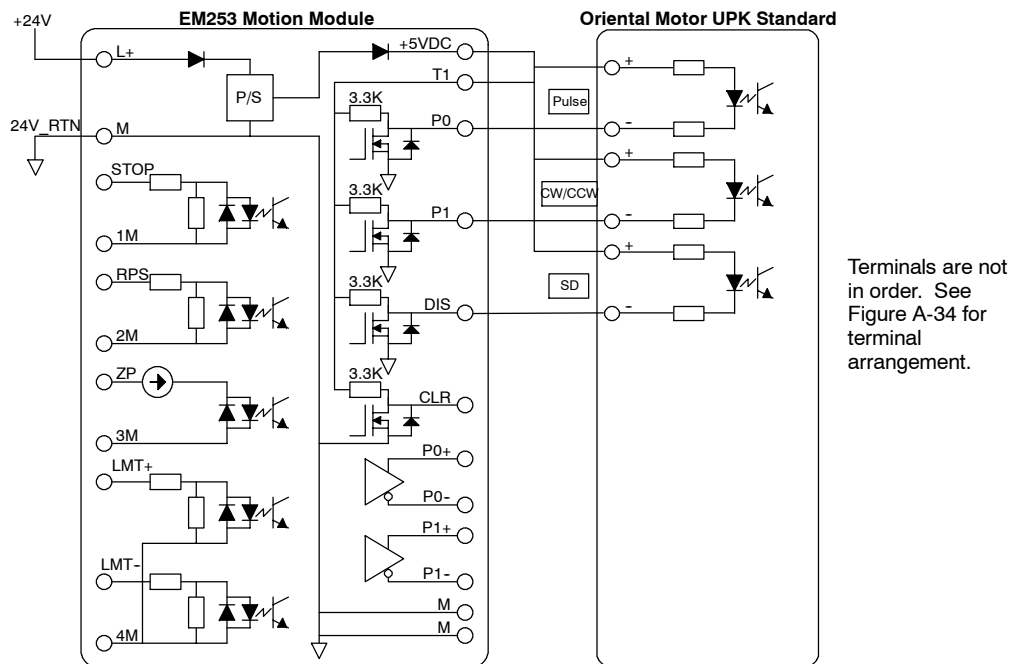 EM253 Motion Module
Oriental Motor UPK Standard
+24V
L+
+5VDC
+
T1
P/S
3.3K
Pulse
24V_RTN
M
P0
-
+
STOP
3.3K
CW/CCW
1M
P1
-
+
RPS
3.3K
SD
DIS
-
2M
ZP
3.3K
CLR
3M
P0+
LMT+
P0-
P1+
LMT-
P1-
M
4M
M
Terminals are not
in order. See
Figure A-34 for
terminal
arrangement.